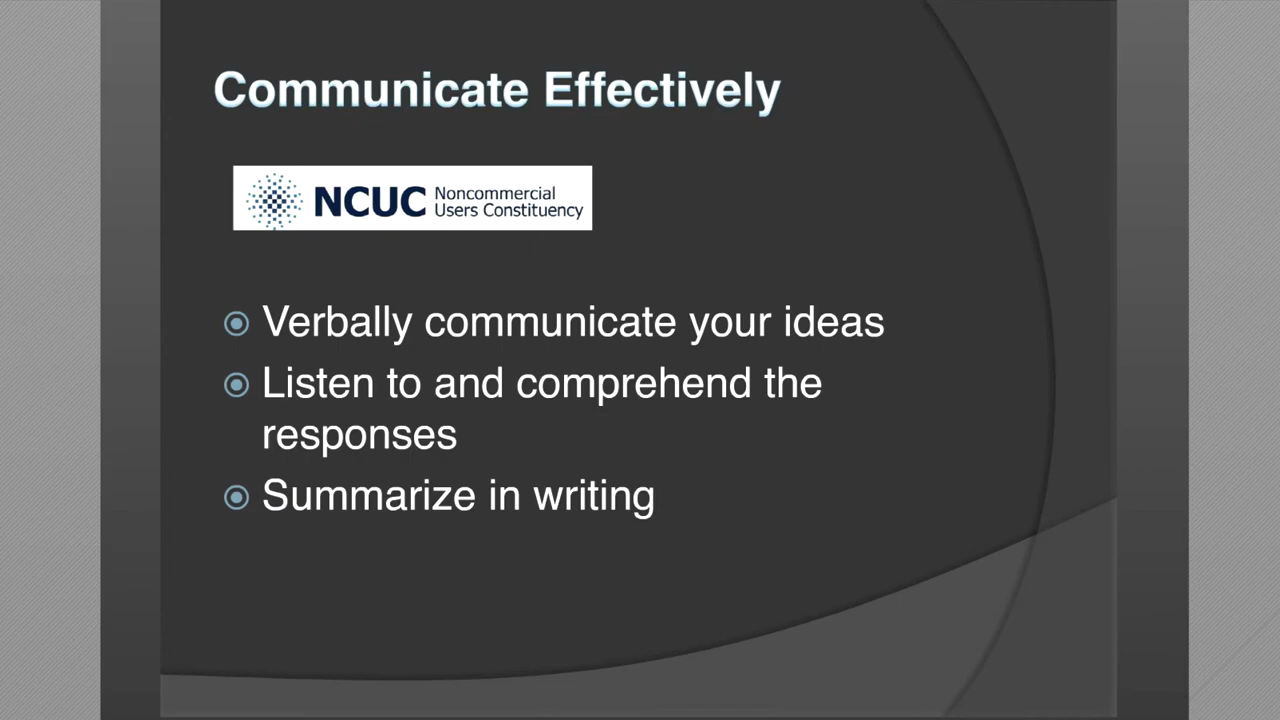 Communicate Effectively
NCUC Noncommercial
Users Constituency
Verbally communicate your ideas
Listen to and comprehend the
responses
Summarize in writing